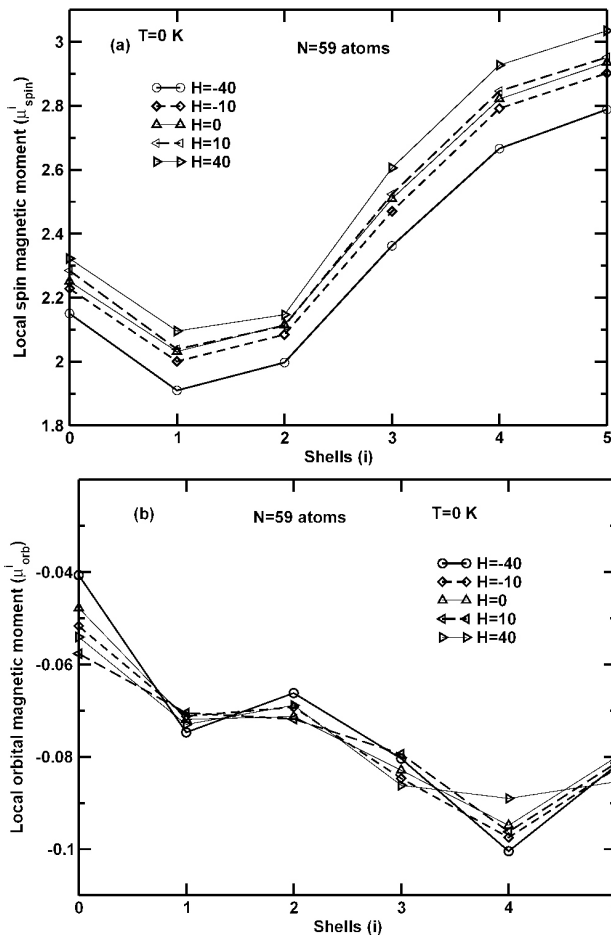 (a)
T=0 K
N=59 atoms
H=-40
H=-10
H=0
H=10
H=40
Local spin magnetic moment (μ^i_spin)
3
2.8
2.6
2.4
2.2
2
1.8
0 1 2 3 4 5
Shells (i)
(b)
N=59 atoms
T=0 K
H=-40
H=-10
H=0
H=10
H=40
Local orbital magnetic moment (μ^i_orb)
-0.04
-0.06
-0.08
-0.1
0 1 2 3 4 5
Shells (i)